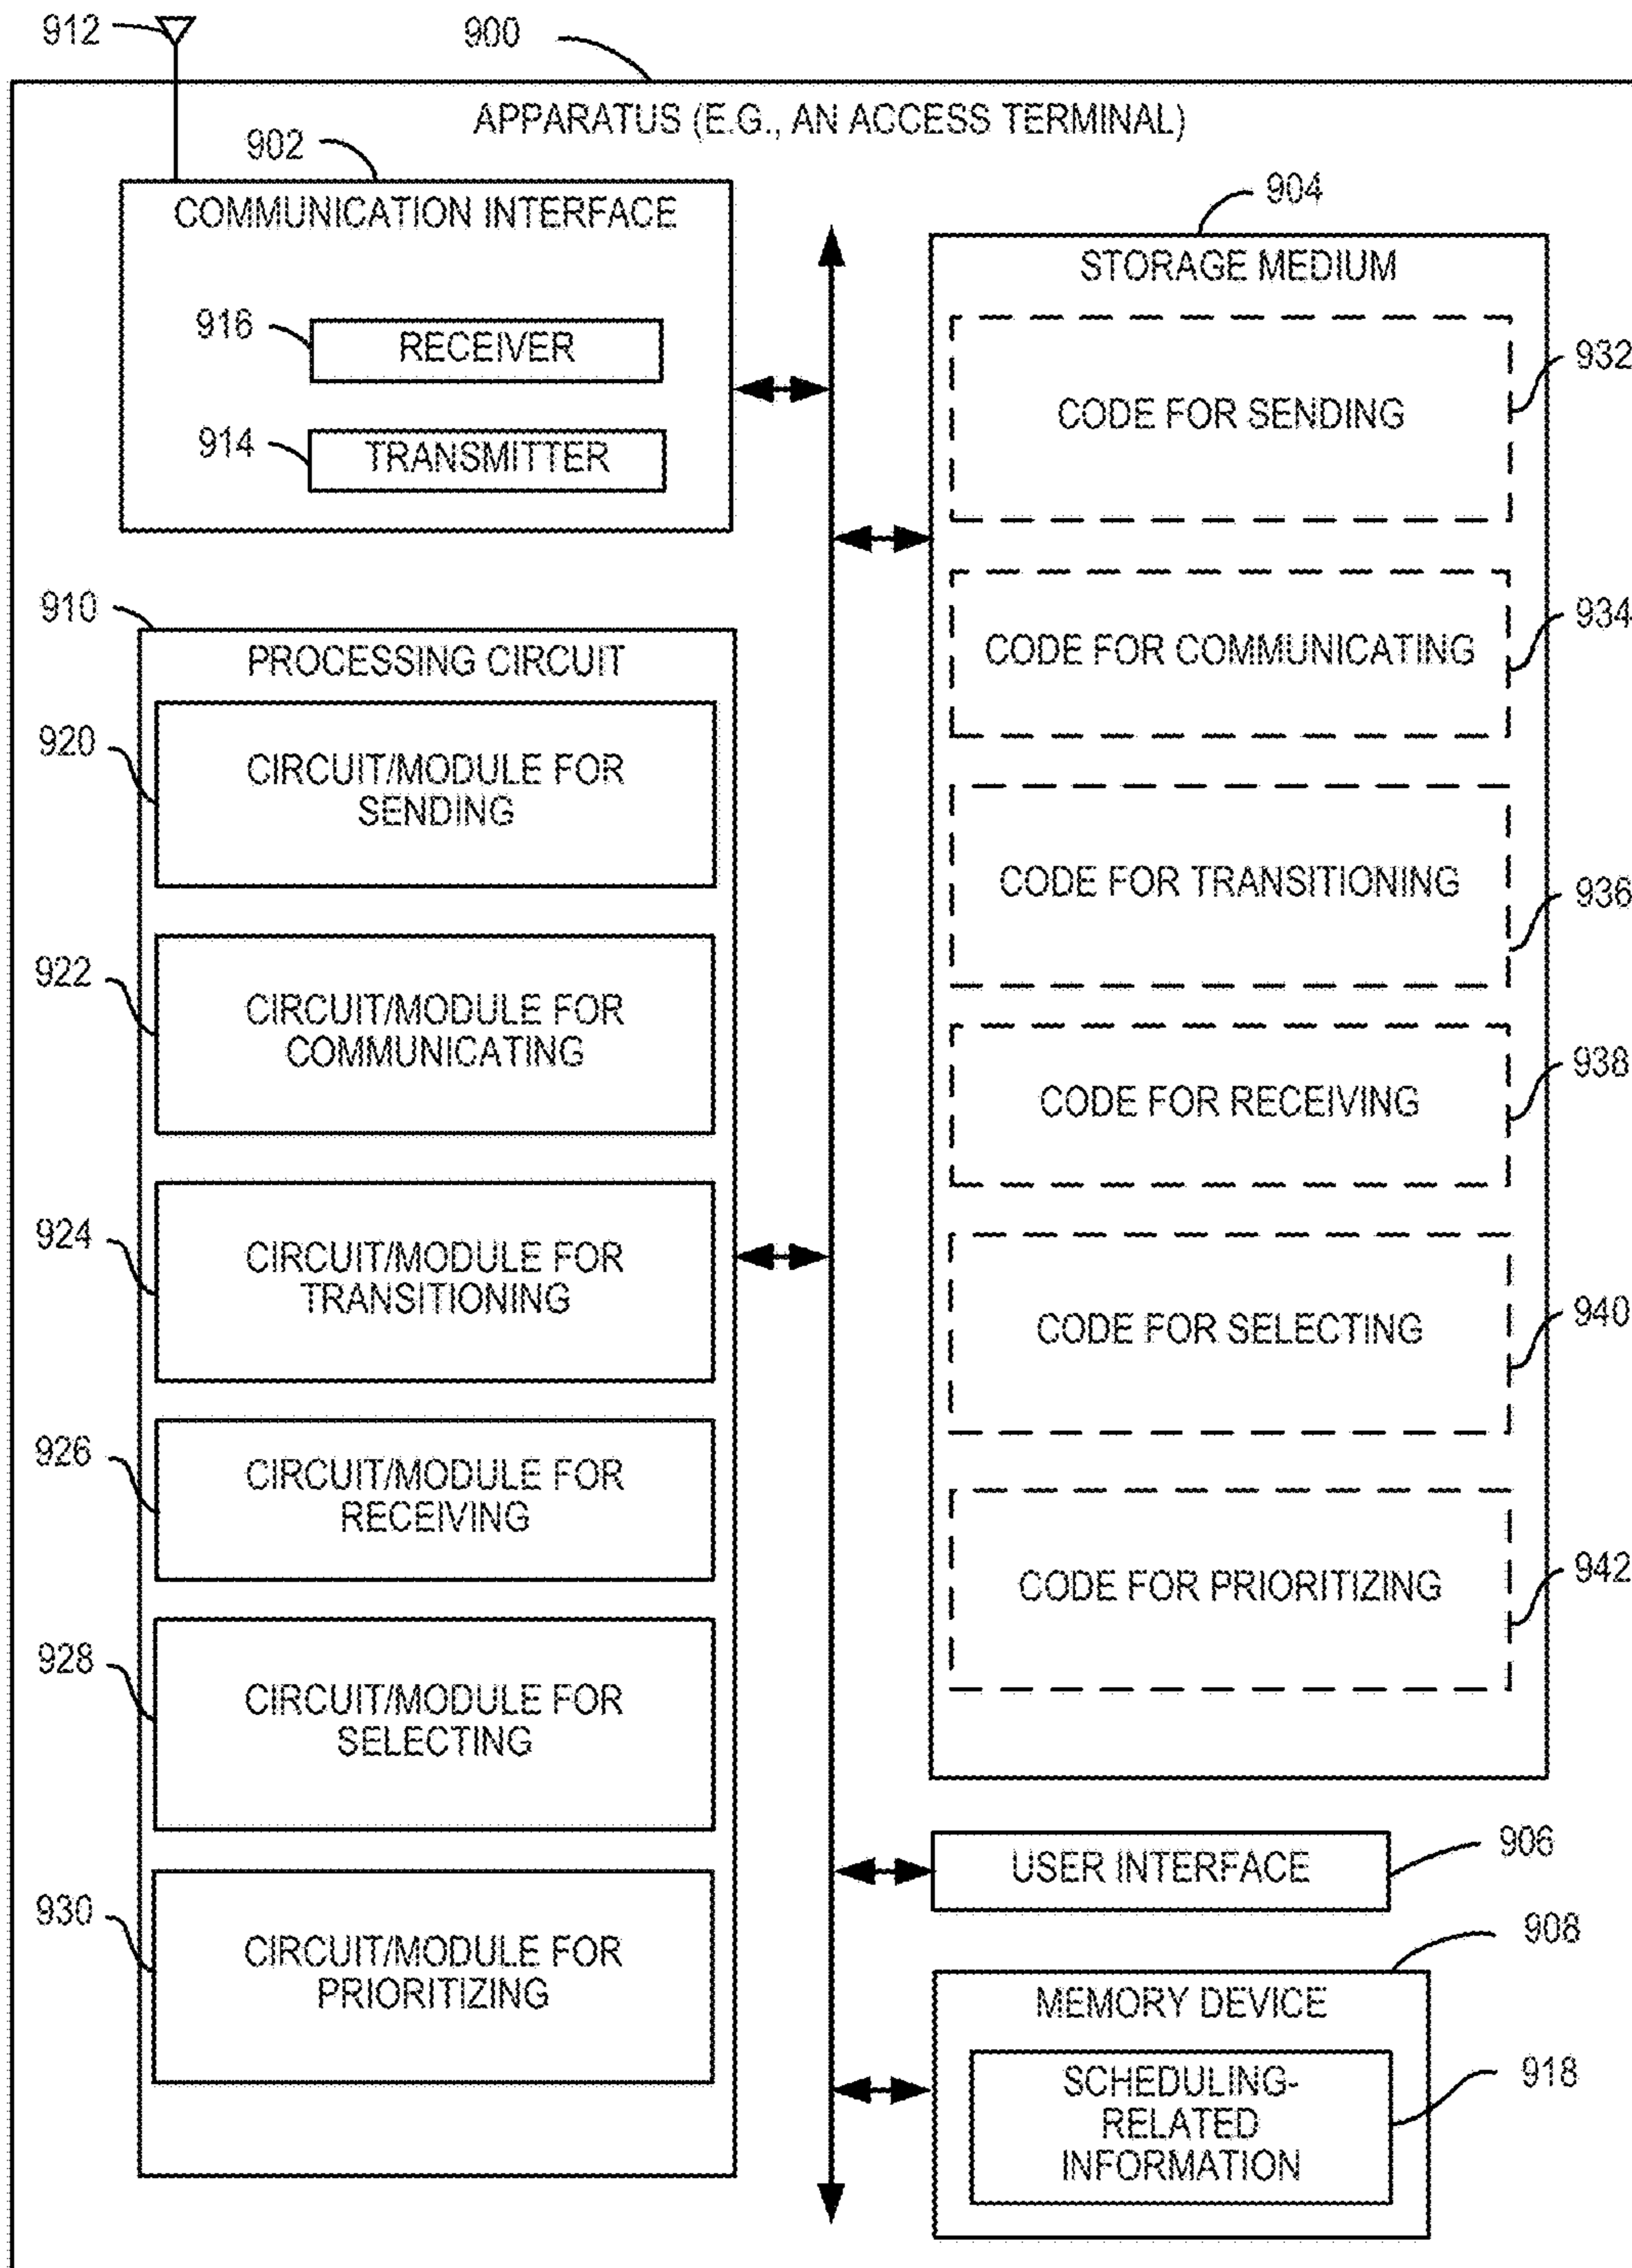 912
900
APPARATUS (E.G., AN ACCESS TERMINAL)
902
COMMUNICATION INTERFACE
916
RECEIVER
914
TRANSMITTER
904
STORAGE MEDIUM
932
CODE FOR SENDING
934
CODE FOR COMMUNICATING
936
CODE FOR TRANSITIONING
938
CODE FOR RECEIVING
940
CODE FOR SELECTING
942
CODE FOR PRIORITIZING
910
PROCESSING CIRCUIT
920
CIRCUIT/MODULE FOR
SENDING
922
CIRCUIT/MODULE FOR
COMMUNICATING
924
CIRCUIT/MODULE FOR
TRANSITIONING
926
CIRCUIT/MODULE FOR
RECEIVING
928
CIRCUIT/MODULE FOR
SELECTING
930
CIRCUIT/MODULE FOR
PRIORITIZING
906
USER INTERFACE
908
MEMORY DEVICE
918
SCHEDULING-
RELATED
INFORMATION